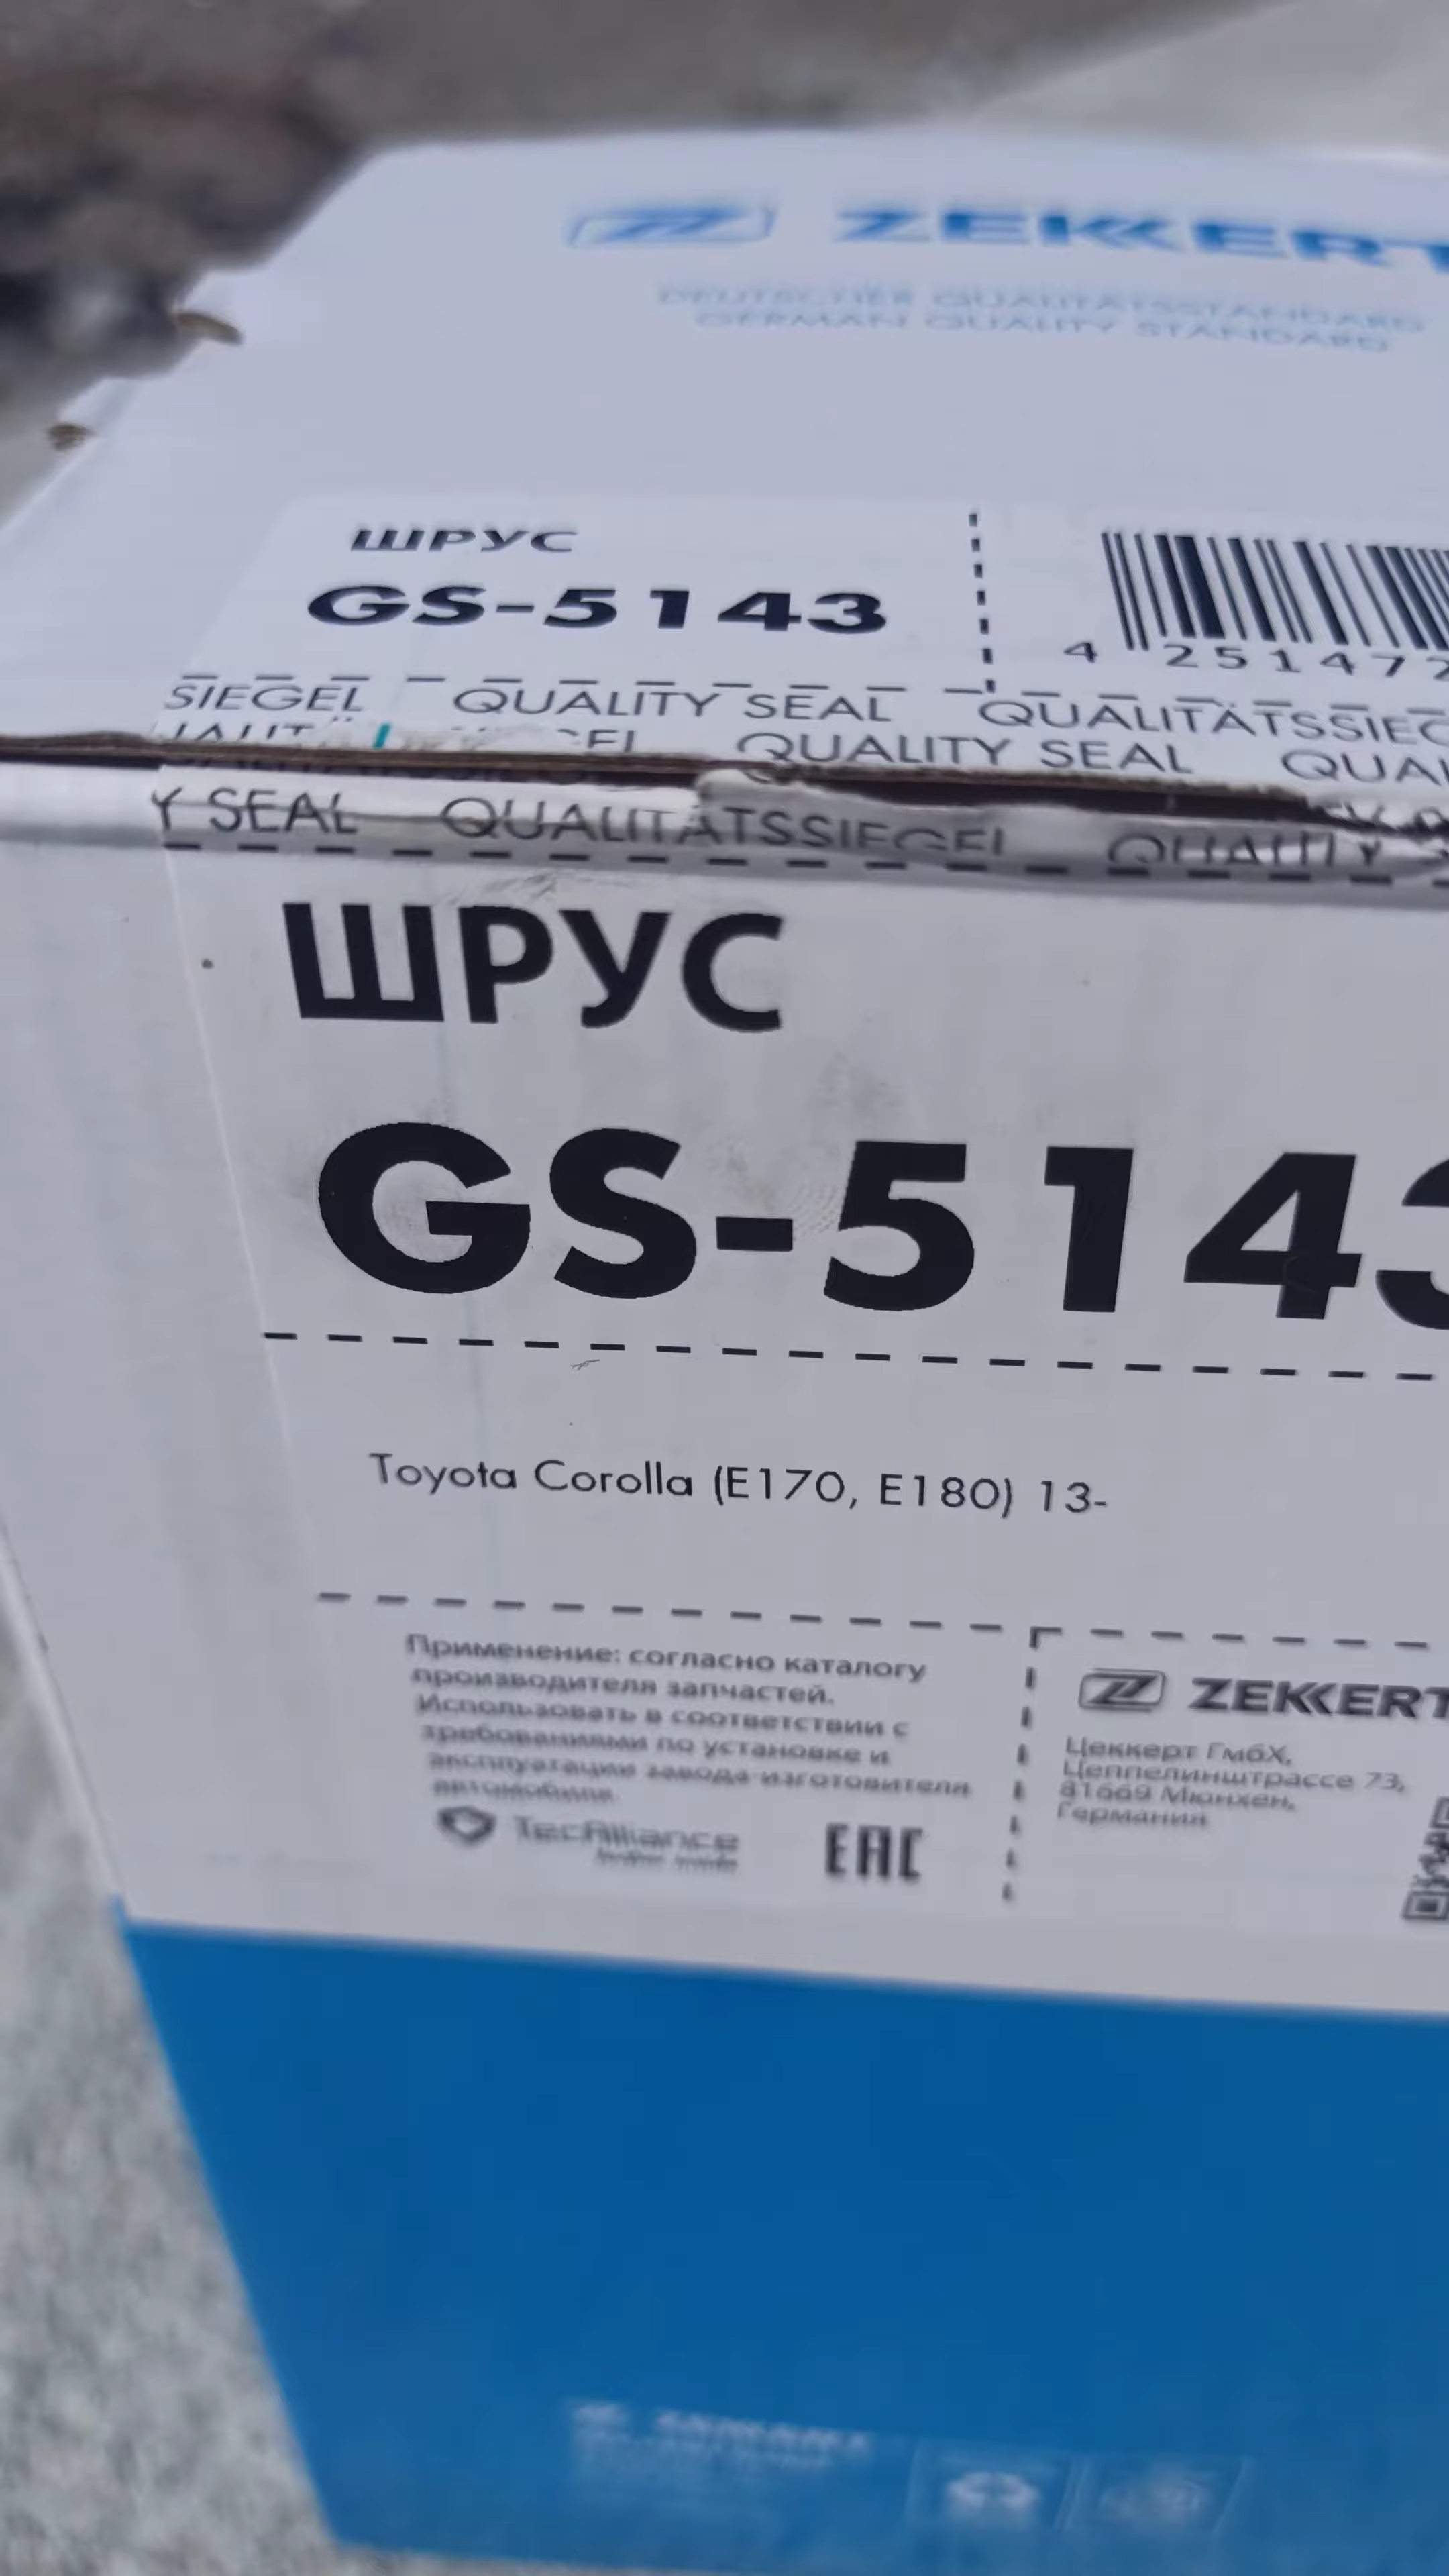 ZEKKERT
DEUTSCHER QUALITÄTSSTANDARD
GERMAN QUALITY STANDARD
ШРУС
GS-5143
4 251472
SIEGEL QUALITY SEAL QUALITÄTSSIEG
QUALITY SEAL QUAL
Y SEAL QUALITÄTSSIEGEL QUALITY
ШРУС
GS-5143
Toyota Corolla (E170, E180) 13-
Применение: согласно каталогу
производителя запчастей.
Использовать в соответствии с
требованиями по установке и
эксплуатации завода-изготовителя
автомобиля.
TecAlliance
EAC
ZEKKERT
Цеккерт ГмбХ,
Цеппелинштрассе 73,
81669 Мюнхен,
Германия